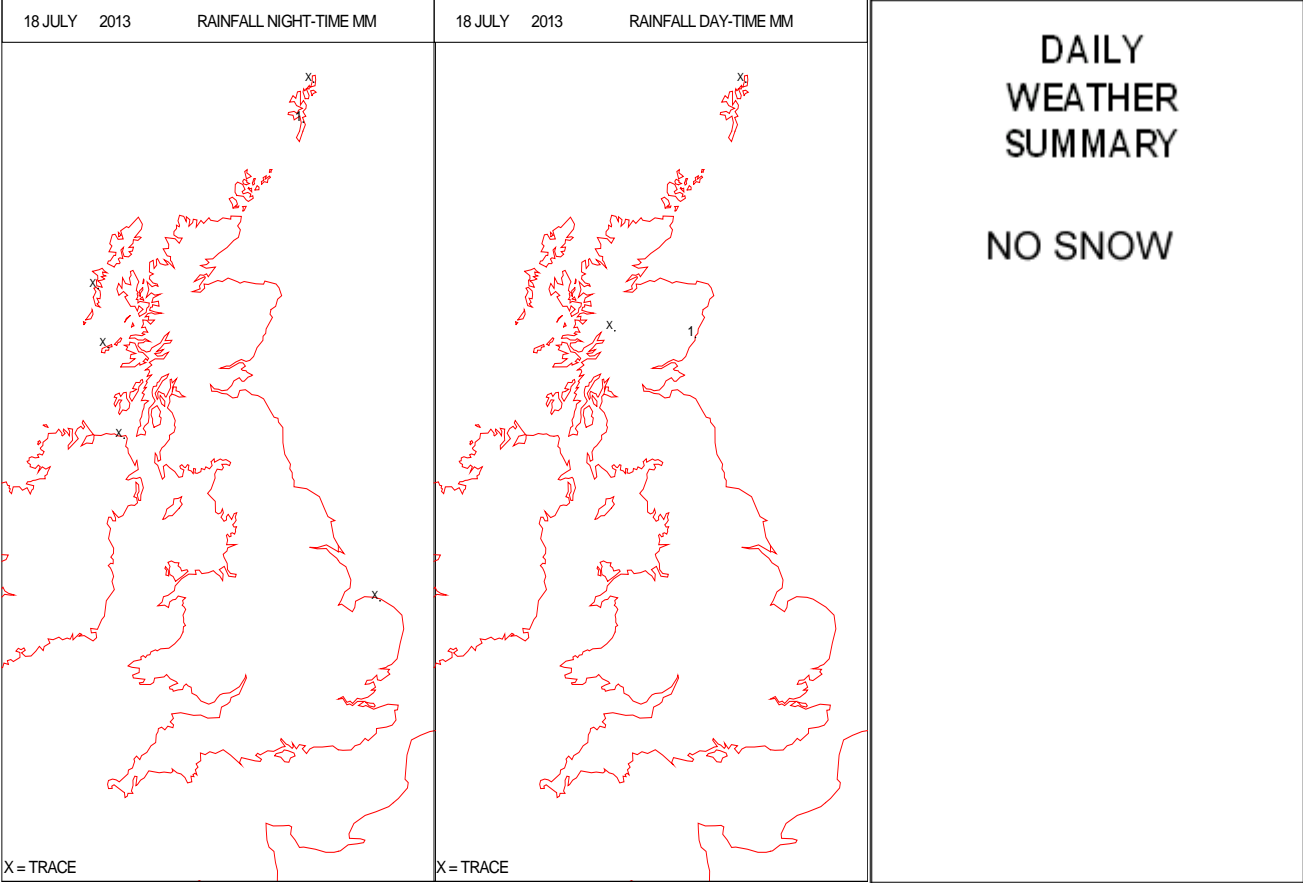 18 JULY 2013 RAINFALL NIGHT-TIME MM
X
1
X
X
X
X
X = TRACE
18 JULY 2013 RAINFALL DAY-TIME MM
X
X
1
X = TRACE
DAILY
WEATHER
SUMMARY
NO SNOW